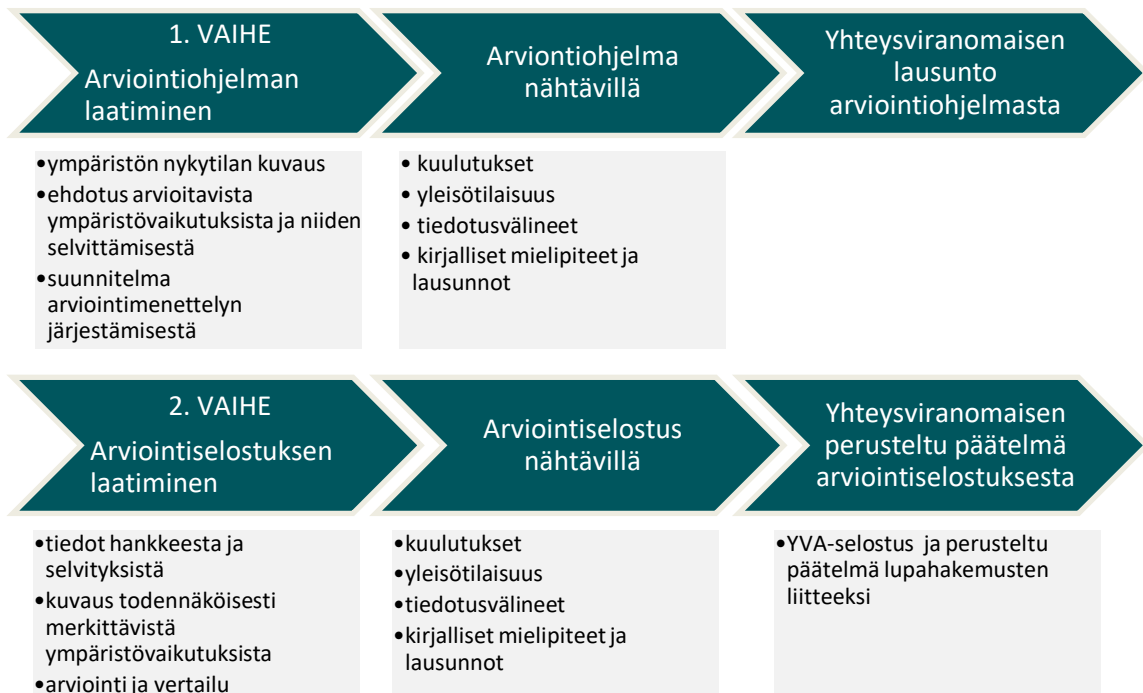 1. VAIHE
Arviointiohjelman
laatiminen
Arviontiohjelma
nähtävillä
Yhteysviranomaisen
lausunto
arviointiohjelmasta
•ympäristön nykytilan kuvaus
•ehdotus arvioitavista
ympäristövaikutuksista ja niiden
selvittämisestä
•suunnitelma
arviointimenettelyn
järjestämisestä
• kuulutukset
• yleisötilaisuus
• tiedotusvälineet
• kirjalliset mielipiteet ja
lausunnot
2. VAIHE
Arviointiselostuksen
laatiminen
Arviointiselostus
nähtävillä
Yhteysviranomaisen
perusteltu päätelmä
arviointiselostuksesta
•tiedot hankkeesta ja
selvityksistä
•kuvaus todennäköisesti
merkittävistä
ympäristövaikutuksista
•arviointi ja vertailu
•kuulutukset
•yleisötilaisuus
•tiedotusvälineet
•kirjalliset mielipiteet ja
lausunnot
•YVA-selostus ja perusteltu
päätelmä lupahakemusten
liitteeksi